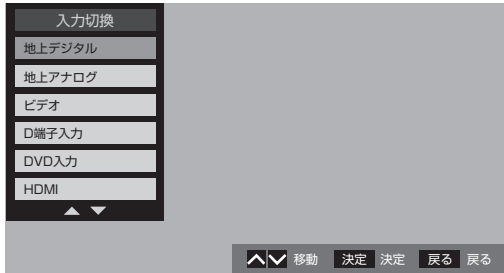 入力切換
地上デジタル
地上アナログ
ビデオ
D端子入力
DVD入力
HDMI
移動 決定 決定 戻る 戻る